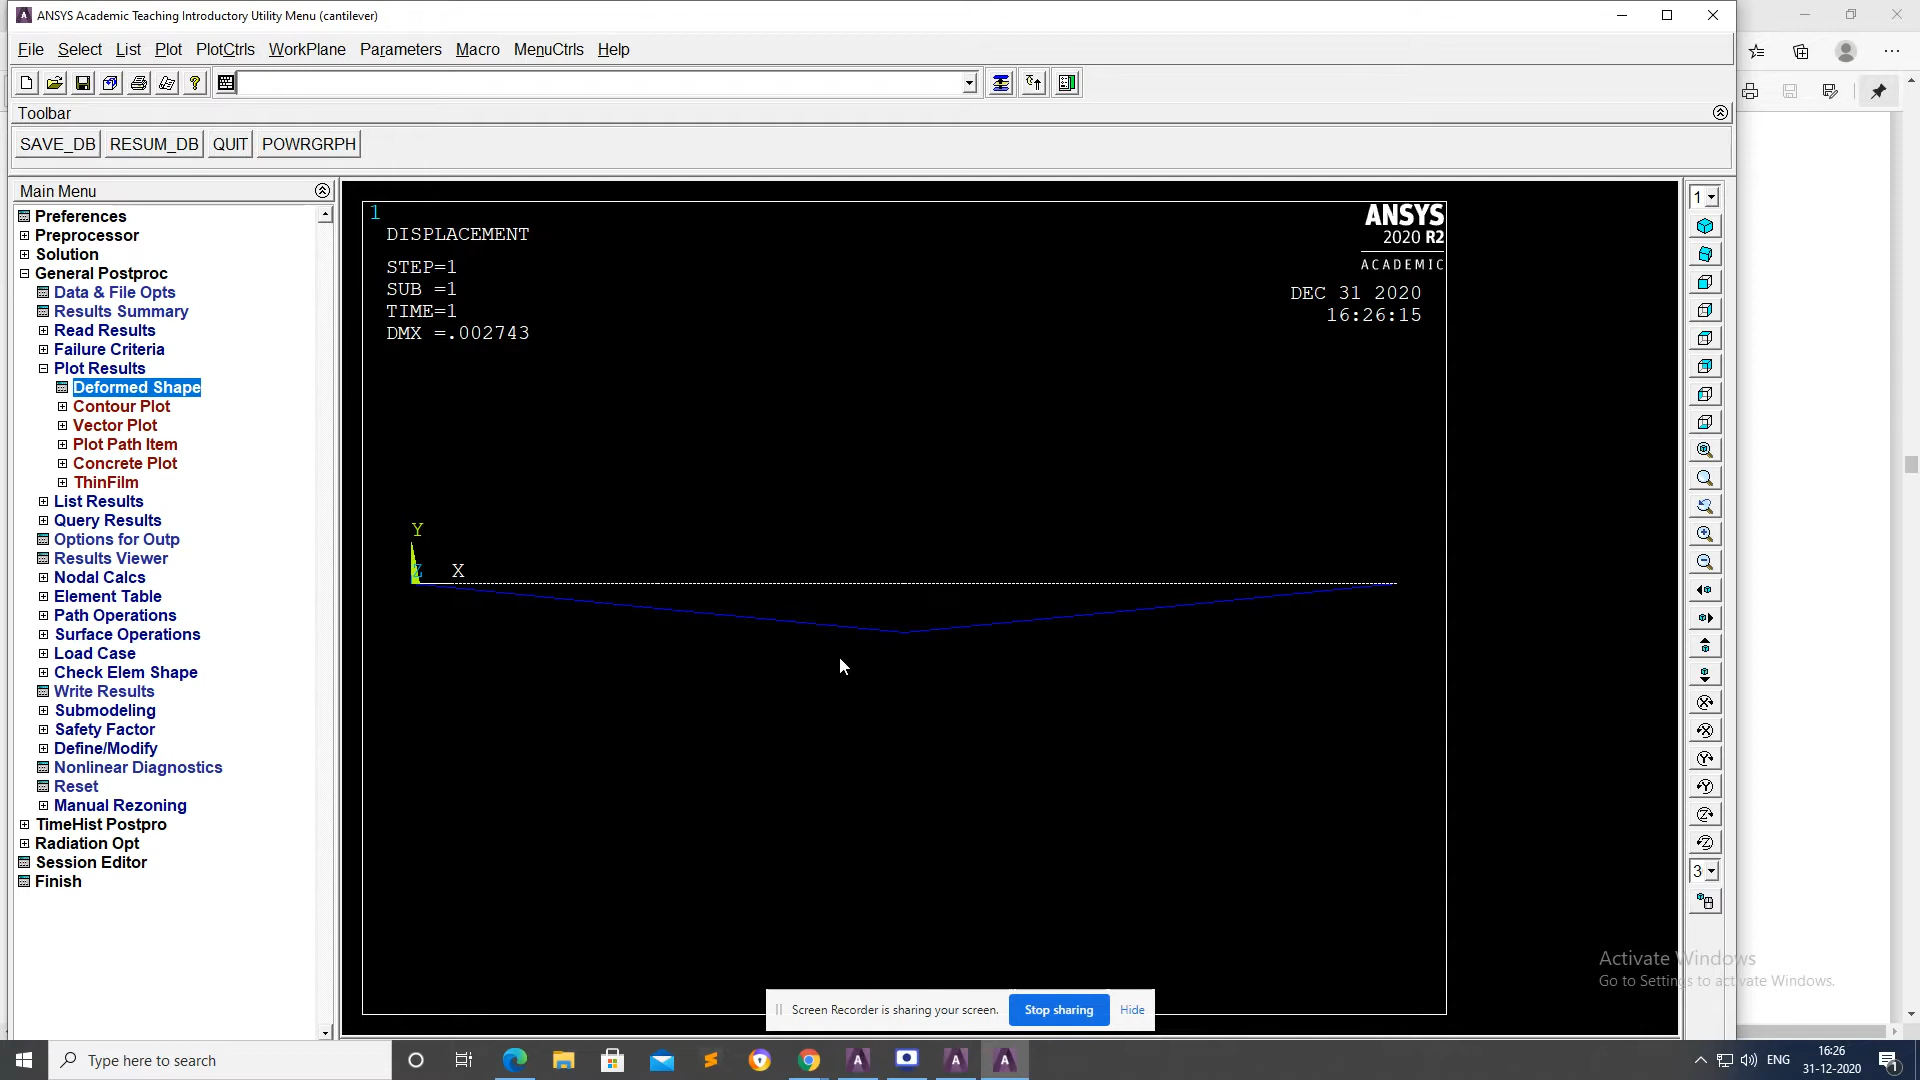 ANSYS Academic Teaching Introductory Utility Menu (cantilever)
File Select List Plot PlotCtrls WorkPlane Parameters Macro MenuCtrls Help
Toolbar
SAVE_DB RESUM_DB QUIT POWRGRPH
Main Menu
Preferences
Preprocessor
Solution
General Postproc
Data & File Opts
Results Summary
Read Results
Failure Criteria
Plot Results
Deformed Shape
Contour Plot
Vector Plot
Plot Path Item
Concrete Plot
ThinFilm
List Results
Query Results
Options for Outp
Results Viewer
Nodal Calcs
Element Table
Path Operations
Surface Operations
Load Case
Check Elem Shape
Write Results
Submodeling
Safety Factor
Define/Modify
Nonlinear Diagnostics
Reset
Manual Rezoning
TimeHist Postpro
Radiation Opt
Session Editor
Finish
1
DISPLACEMENT
STEP=1
SUB =1
TIME=1
DMX =.002743
ANSYS
2020 R2
ACADEMIC
DEC 31 2020
16:26:15
Y
Z X
1
3
Activate Windows
Go to Settings to activate Windows.
Screen Recorder is sharing your screen. Stop sharing Hide
Type here to search
ENG
16:26
31-12-2020
1